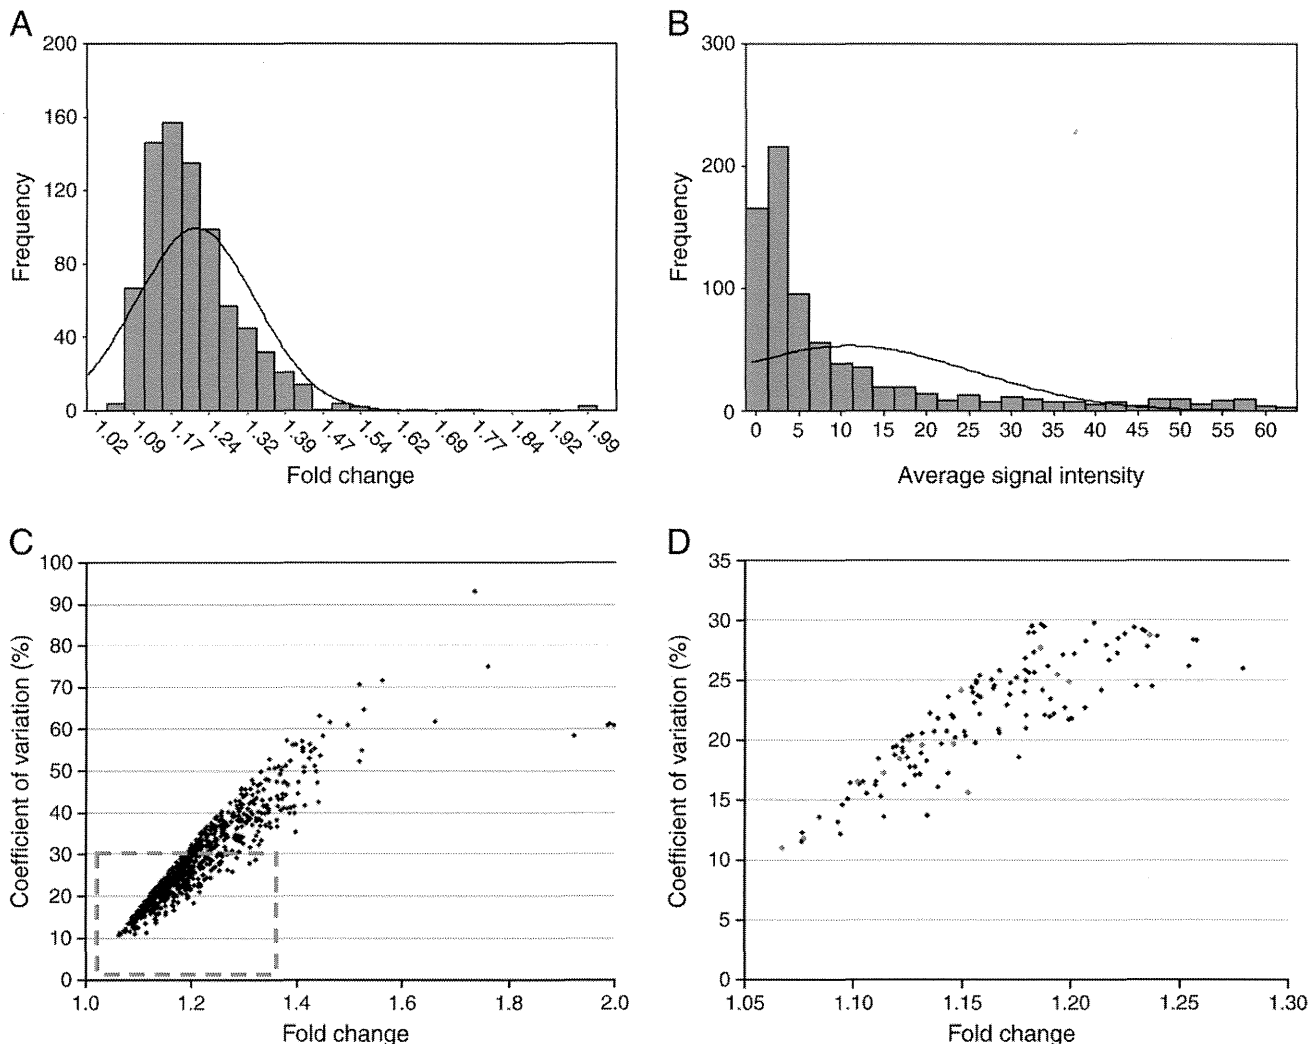 A
200
160
120
80
40
0
Frequency
1.02 1.09 1.17 1.24 1.32 1.39 1.47 1.54 1.62 1.69 1.77 1.84 1.92 1.99
Fold change
B
300
200
100
0
Frequency
0 5 10 15 20 25 30 35 40 45 50 55 60
Average signal intensity
C
100
90
80
70
60
50
40
30
20
10
0
Coefficient of variation (%)
1.0 1.2 1.4 1.6 1.8 2.0
Fold change
D
35
30
25
20
15
10
5
0
Coefficient of variation (%)
1.05 1.10 1.15 1.20 1.25 1.30
Fold change